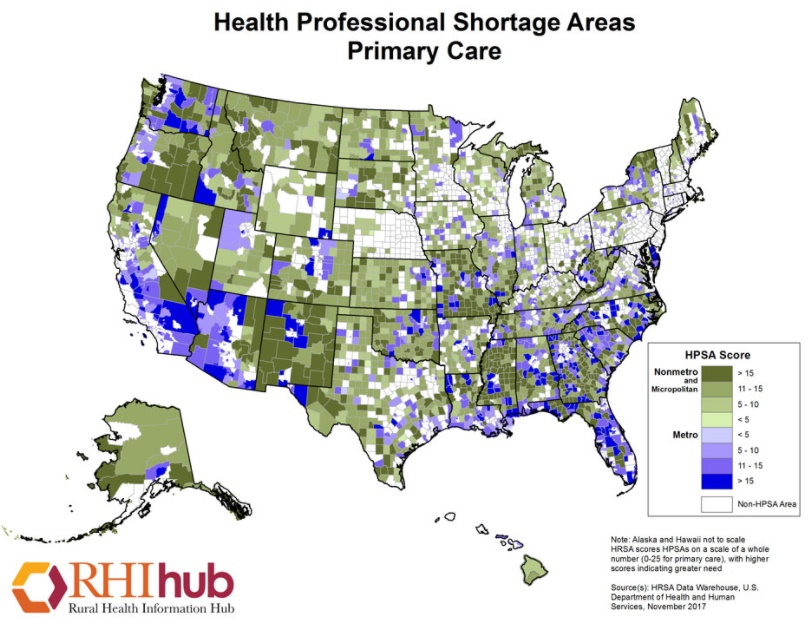 Health Professional Shortage Areas
Primary Care
HPSA Score
Nonmetro
and
Micropolitan
> 15
11 - 15
5 - 10
< 5
Metro
< 5
5 - 10
11 - 15
> 15
Non-HPSA Area
Note: Alaska and Hawaii not to scale
HRSA scores HPSAs on a scale of a whole
number (0-25 for primary care), with higher
scores indicating greater need
Source(s): HRSA Data Warehouse, U.S.
Department of Health and Human
Services, November 2017
RHIhub
Rural Health Information Hub